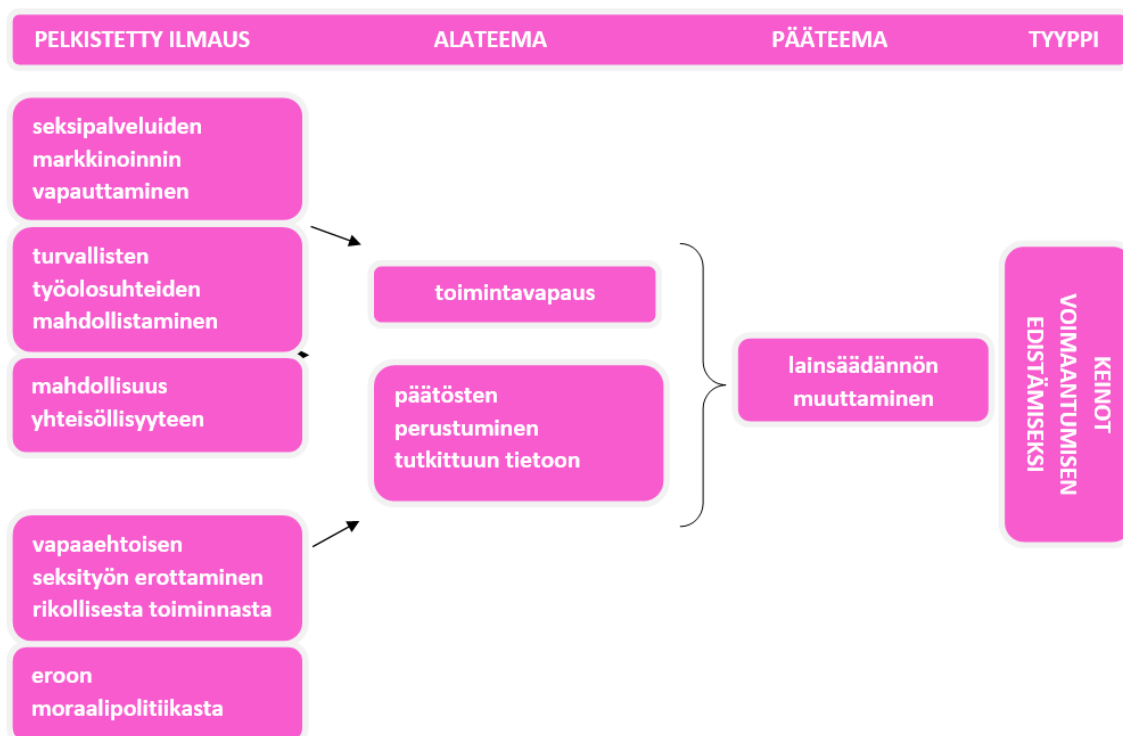 PELKISTETTY ILMAUS ALATEEMA PÄÄTEEMA TYYPPI
seksipalveluiden
markkinoinnin
vapauttaminen
turvallisten
työolosuhteiden
mahdollistaminen
mahdollisuus
yhteisöllisyyteen
vapaaehtoisen
seksityön erottaminen
rikollisesta toiminnasta
eroon
moraalipolitiikasta
toimintavapaus
päätösten
perustuminen
tutkittuun tietoon
lainsäädännön
muuttaminen
KEINOT
VOIMAANTUMISEN
EDISTÄMISEKSI